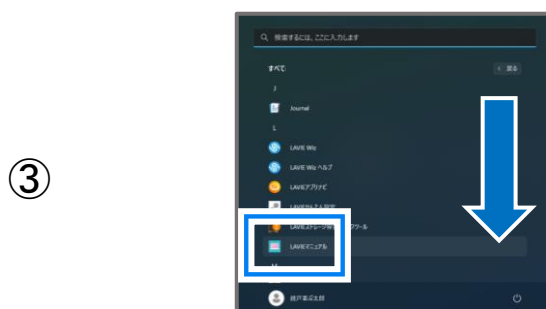 検索するには、ここに入力します
すべて
戻る
J
Journal
L
LAVIE Wiz
LAVIE Wiz ヘルプ
LAVIEアプリナビ
LAVIEマニュアル
③